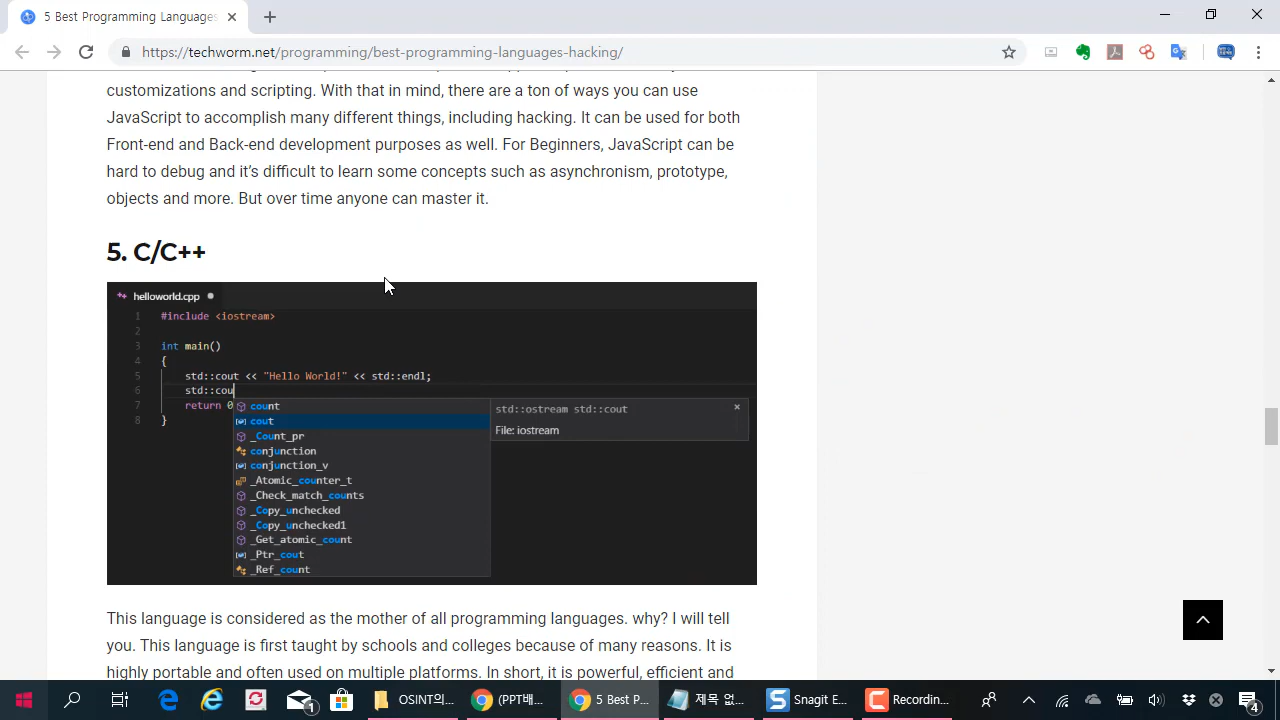 5 Best Programming Languages
https://techworm.net/programming/best-programming-languages-hacking/
customizations and scripting. With that in mind, there are a ton of ways you can use
JavaScript to accomplish many different things, including hacking. It can be used for both
Front-end and Back-end development purposes as well. For Beginners, JavaScript can be
hard to debug and it's difficult to learn some concepts such as asynchronism, prototype,
objects and more. But over time anyone can master it.
5. C/C++
helloworld.cpp
1 #include <iostream>
2
3 int main()
4 {
5 std::cout << "Hello World!" << std::endl;
6 std::cou
7 return 0
8 }
count
cout
_Count_pr
conjunction
conjunction_v
_Atomic_counter_t
_Check_match_counts
_Copy_unchecked
_Copy_unchecked1
_Get_atomic_count
_Ptr_cout
_Ref_count
std::ostream std::cout
File: iostream
This language is considered as the mother of all programming languages. why? I will tell
you. This language is first taught by schools and colleges because of many reasons. It is
highly portable and often used on multiple platforms. In short, it is powerful, efficient and
1
OSINT의...
(PPT배...
5 Best P...
제목 없...
Snagit E...
Recordin...
4